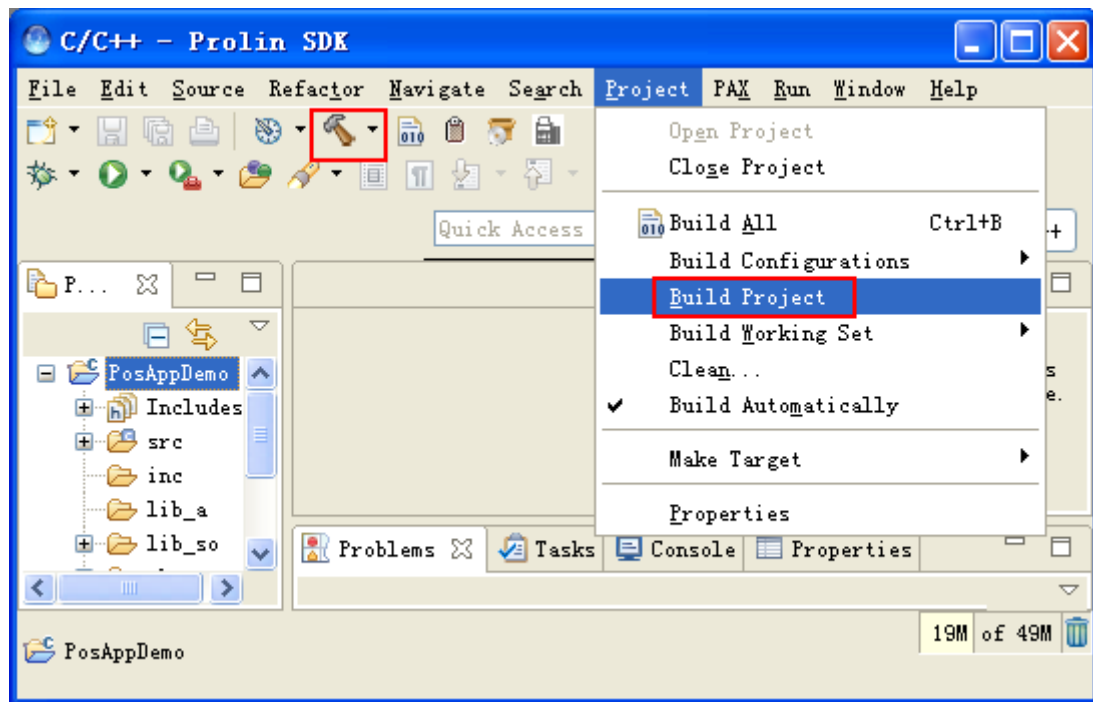 C/C++ - Prolin SDK
File Edit Source Refactor Navigate Search Project PAX Run Window Help
Open Project
Close Project
010 Build All Ctrl+B
Build Configurations
Build Project
Build Working Set
Clean...
✔ Build Automatically
Make Target
Properties
010
Quick Access
P...
PosAppDemo
Includes
src
inc
lib_a
lib_so
Problems Tasks Console Properties
19M of 49M
PosAppDemo